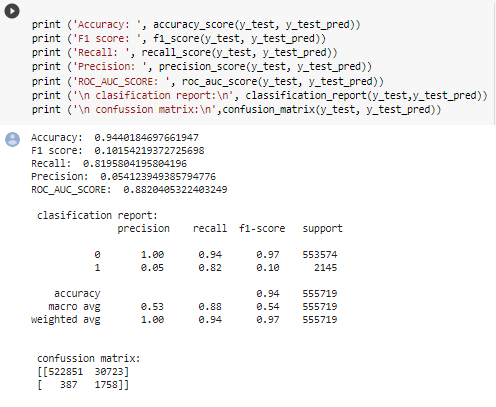 print ('Accuracy: ', accuracy_score(y_test, y_test_pred))
print ('F1 score: ', f1_score(y_test, y_test_pred))
print ('Recall: ', recall_score(y_test, y_test_pred))
print ('Precision: ', precision_score(y_test, y_test_pred))
print ('ROC_AUC_SCORE: ', roc_auc_score(y_test, y_test_pred))
print ('\n clasification report:\n', classification_report(y_test,y_test_pred))
print ('\n confussion matrix:\n',confusion_matrix(y_test, y_test_pred))
Accuracy:  0.9440184697661947
F1 score:  0.10154219372725698
Recall:  0.8195804195804196
Precision:  0.054123949385794776
ROC_AUC_SCORE:  0.8820405322403249
clasification report:
precision recall f1-score support
0 1.00 0.94 0.97 553574
1 0.05 0.82 0.10 2145
accuracy 0.94 555719
macro avg 0.53 0.88 0.54 555719
weighted avg 1.00 0.94 0.97 555719
confussion matrix:
[[522851 30723]
[ 387 1758]]